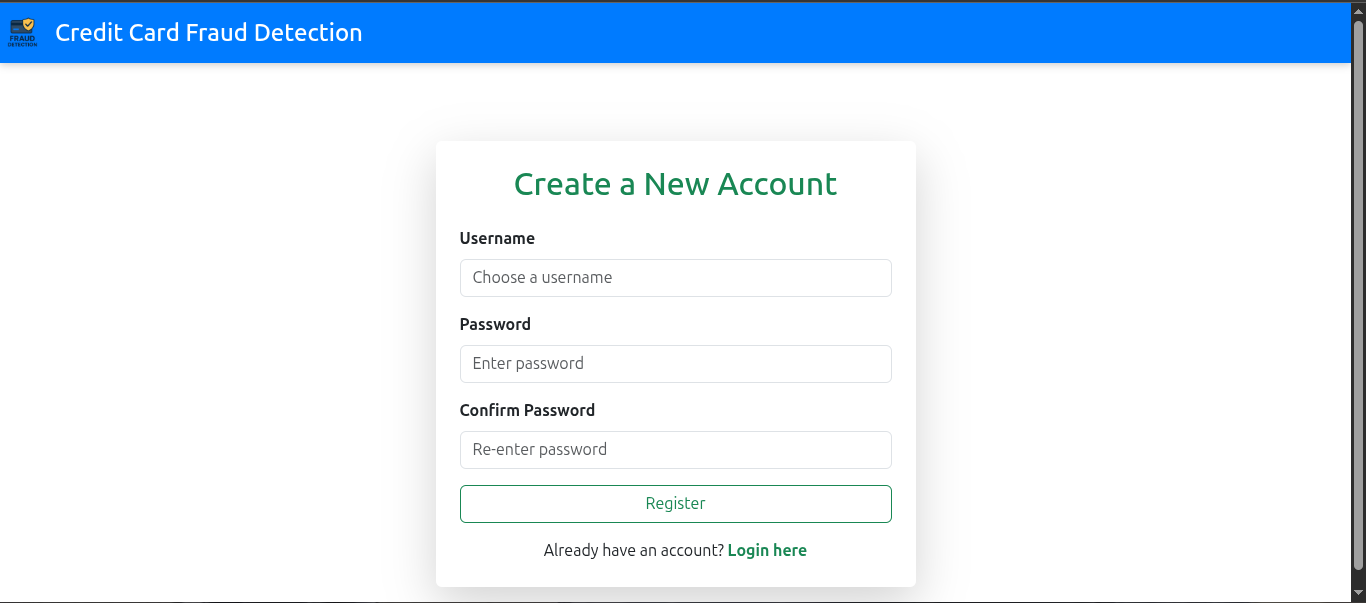 FRAUD
DETECTION
Credit Card Fraud Detection
Create a New Account
Username
Choose a username
Password
Enter password
Confirm Password
Re-enter password
Register
Already have an account? Login here